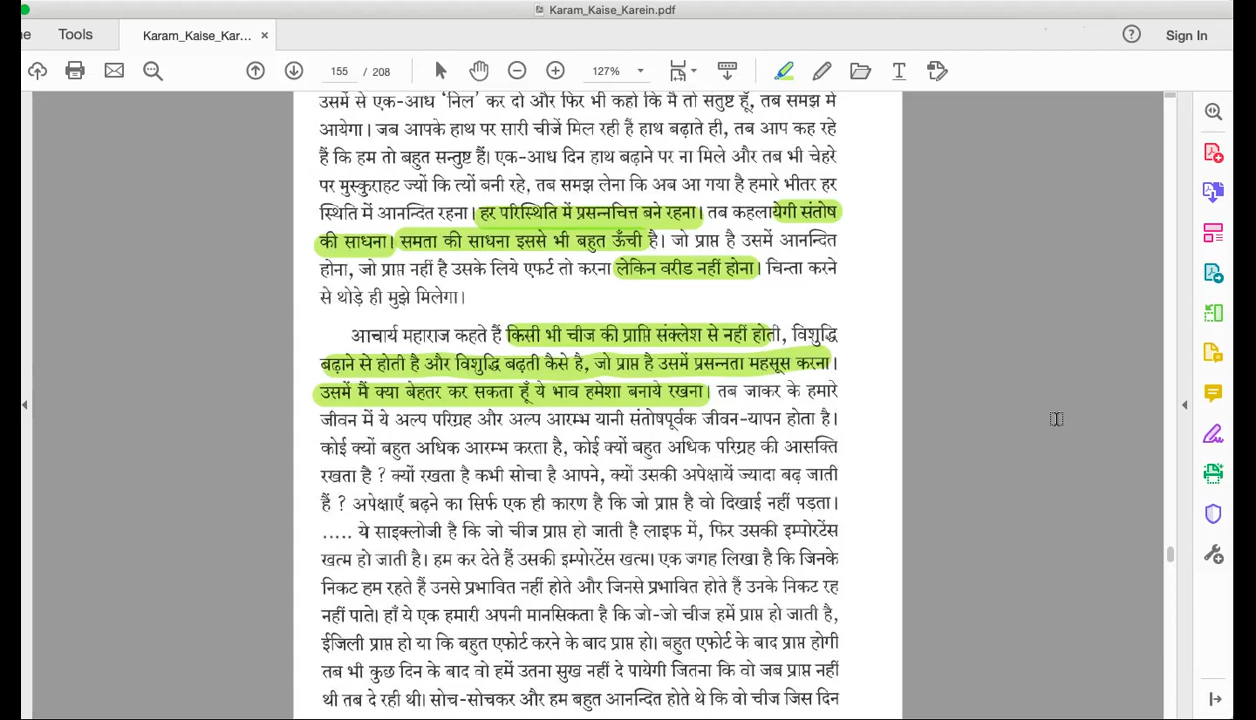 Karam_Kaise_Karein.pdf
e Tools Karam_Kaise_Kar... × Sign In
155 / 208 127%
उसमें से एक-आध 'निल' कर दो और फिर भी कहो कि मैं तो संतुष्ट हूँ, तब समझ में
आयेगा। जब आपके हाथ पर सारी चीजें मिल रही हैं हाथ बढ़ाते ही, तब आप कह रहे
हैं कि हम तो बहुत सन्तुष्ट हैं। एक-आध दिन हाथ बढ़ाने पर ना मिले और तब भी चेहरे
पर मुस्कुराहट ज्यों कि त्यों बनी रहे, तब समझ लेना कि अब आ गया है हमारे भीतर हर
स्थिति में आनन्दित रहना। हर परिस्थिति में प्रसन्नचित्त बने रहना। तब कहलायेगी संतोष
की साधना। समता की साधना इससे भी बहुत ऊँची है। जो प्राप्त है उसमें आनन्दित
होना, जो प्राप्त नहीं है उसके लिये एफर्ट तो करना लेकिन वरीड नहीं होना। चिन्ता करने
से थोड़े ही मुझे मिलेगा।
आचार्य महाराज कहते हैं किसी भी चीज की प्राप्ति संक्लेश से नहीं होती, विशुद्धि
बढ़ाने से होती है और विशुद्धि बढ़ती कैसे है, जो प्राप्त है उसमें प्रसन्नता महसूस करना।
उसमें मैं क्या बेहतर कर सकता हूँ ये भाव हमेशा बनाये रखना। तब जाकर के हमारे
जीवन में ये अल्प परिग्रह और अल्प आरम्भ यानी संतोषपूर्वक जीवन-यापन होता है।
कोई क्यों बहुत अधिक आरम्भ करता है, कोई क्यों बहुत अधिक परिग्रह की आसक्ति
रखता है ? क्यों रखता है कभी सोचा है आपने, क्यों उसकी अपेक्षायें ज्यादा बढ़ जाती
हैं ? अपेक्षाएँ बढ़ने का सिर्फ एक ही कारण है कि जो प्राप्त है वो दिखाई नहीं पड़ता।
..... ये साइक्लोजी है कि जो चीज प्राप्त हो जाती है लाइफ में, फिर उसकी इम्पोरटेंस
खत्म हो जाती है। हम कर देते हैं उसकी इम्पोरटेंस खत्म। एक जगह लिखा है कि जिनके
निकट हम रहते हैं उनसे प्रभावित नहीं होते और जिनसे प्रभावित होते हैं उनके निकट रह
नहीं पाते। हाँ ये एक हमारी अपनी मानसिकता है कि जो-जो चीज हमें प्राप्त हो जाती है,
ईजिली प्राप्त हो या कि बहुत एफोर्ट करने के बाद प्राप्त हो। बहुत एफोर्ट के बाद प्राप्त होगी
तब भी कुछ दिन के बाद वो हमें उतना सुख नहीं दे पायेगी जितना कि वो जब प्राप्त नहीं
थी तब दे रही थी। सोच-सोचकर और हम बहुत आनन्दित होते थे कि वो चीज जिस दिन